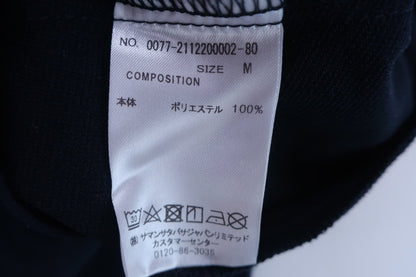 NO. 0077-2112200002-80
SIZE M
COMPOSITION
本体 ポリエステル 100%
30
㈱サマンサタバサジャパンリミテッド
カスタマーセンター
0120-86-3035